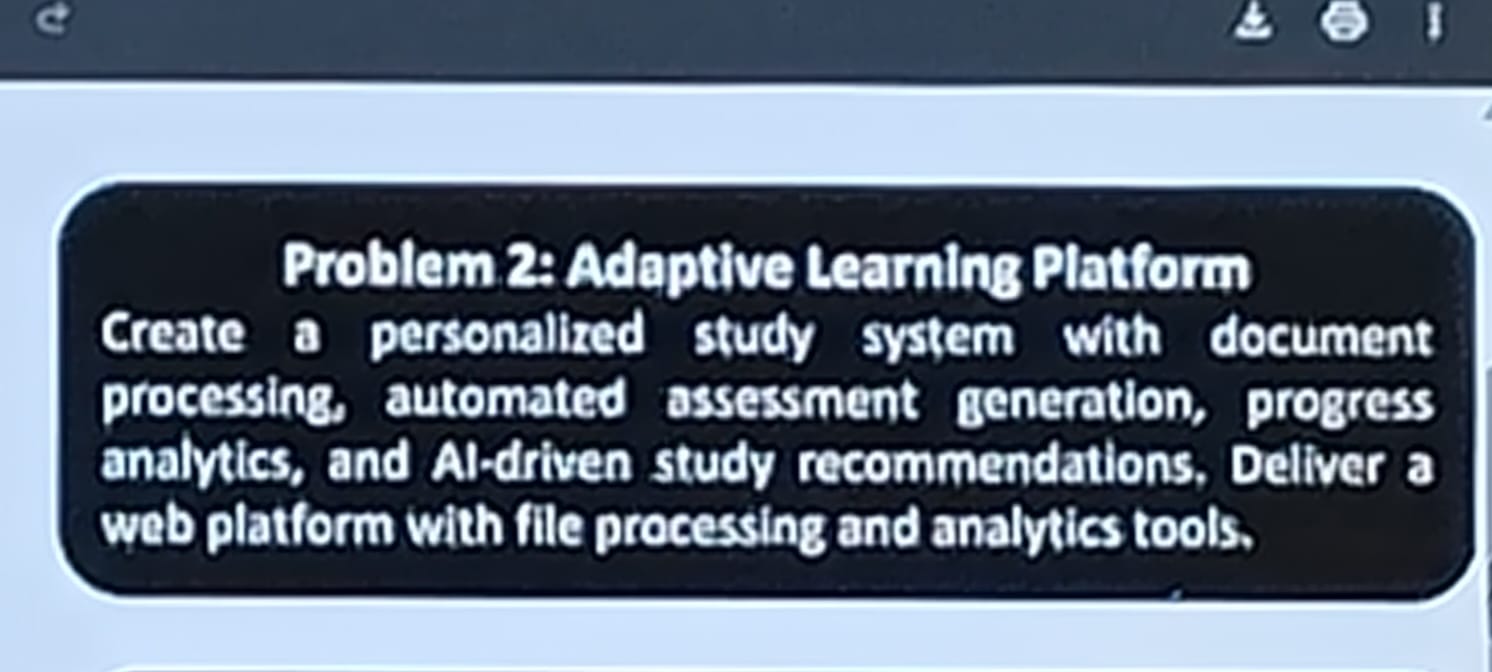 Problem 2: Adaptive Learning Platform
Create a personalized study system with document
processing, automated assessment generation, progress
analytics, and AI-driven study recommendations. Deliver a
web platform with file processing and analytics tools.